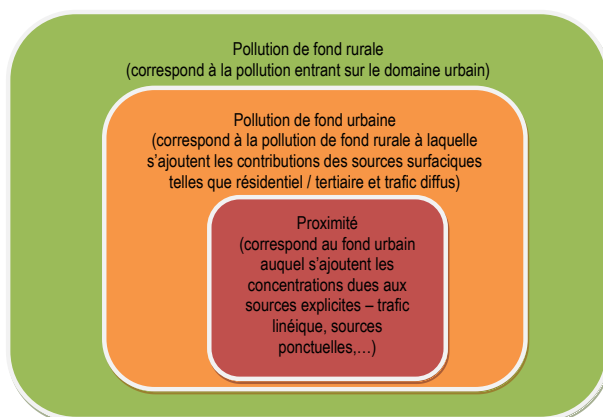 Pollution de fond rurale
(correspond à la pollution entrant sur le domaine urbain)
Pollution de fond urbaine
(correspond à la pollution de fond rurale à laquelle
s'ajoutent les contributions des sources surfaciques
telles que résidentiel / tertiaire et trafic diffus)
Proximité
(correspond au fond urbain
auquel s'ajoutent les
concentrations dues aux
sources explicites – trafic
linéique, sources
ponctuelles,…)